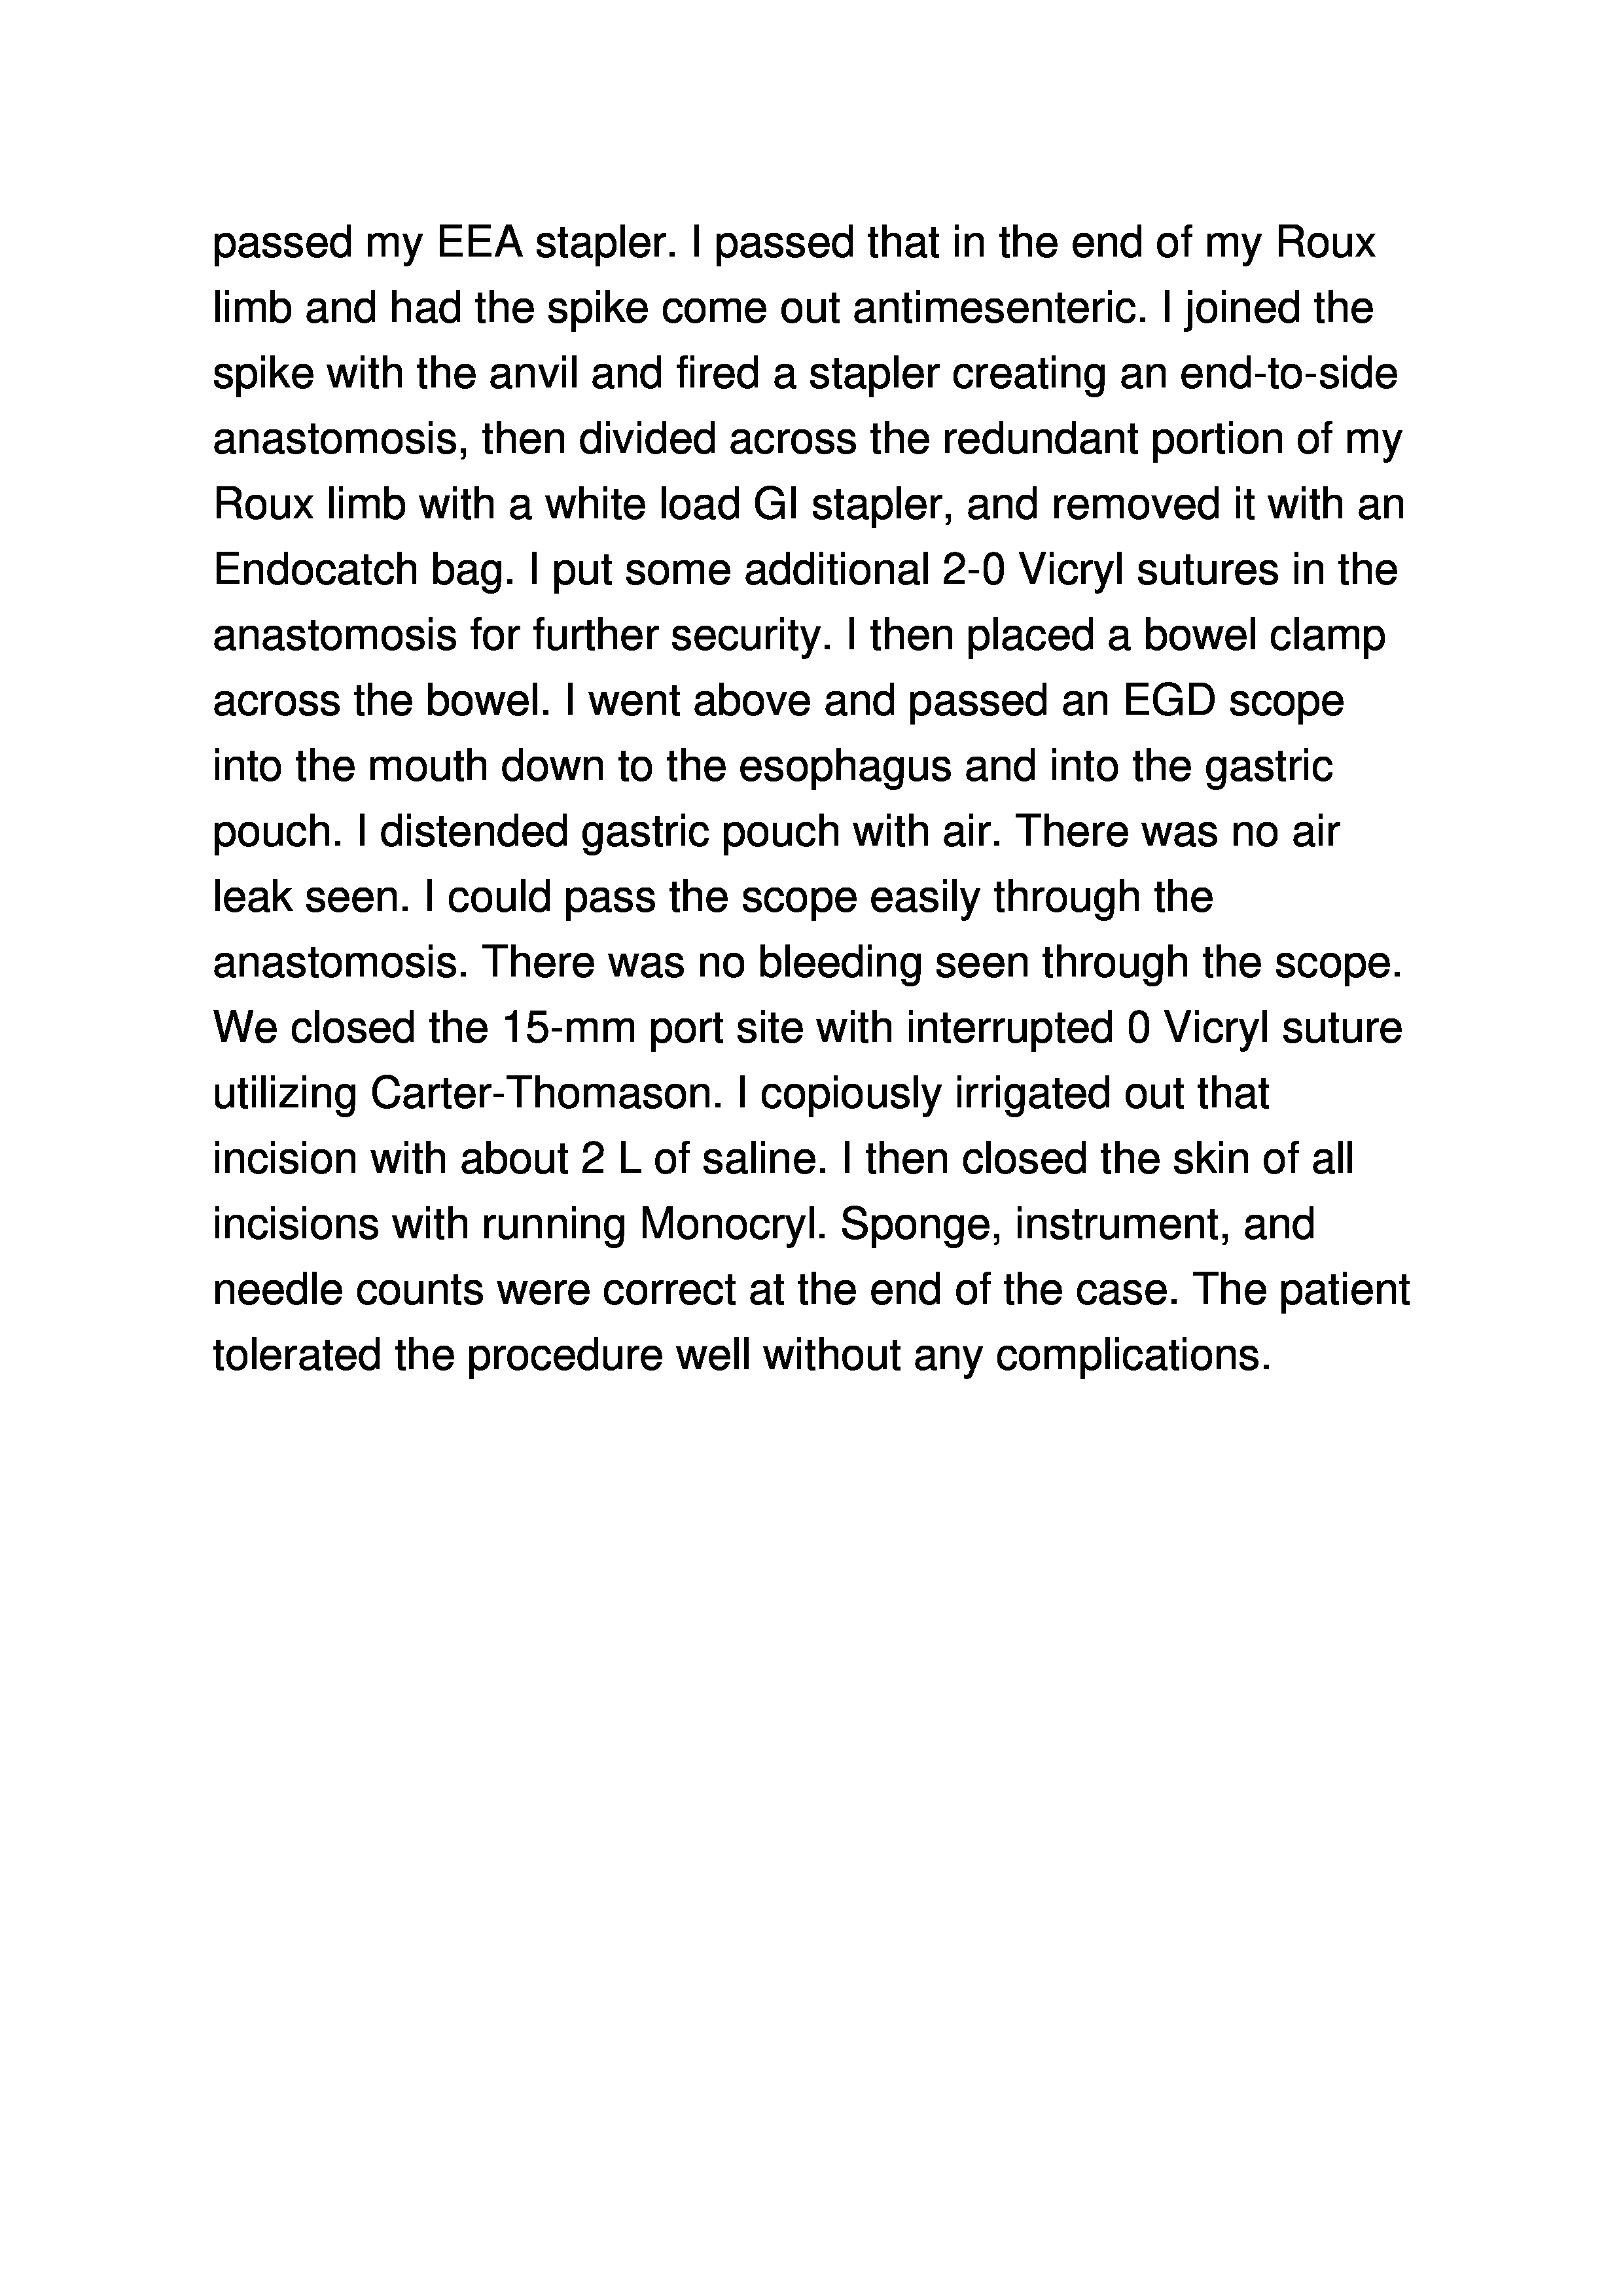 passed my EEA stapler. I passed that in the end of my Roux
limb and had the spike come out antimesenteric. I joined the
spike with the anvil and fired a stapler creating an end-to-side
anastomosis, then divided across the redundant portion of my
Roux limb with a white load GI stapler, and removed it with an
Endocatch bag. I put some additional 2-0 Vicryl sutures in the
anastomosis for further security. I then placed a bowel clamp
across the bowel. I went above and passed an EGD scope
into the mouth down to the esophagus and into the gastric
pouch. I distended gastric pouch with air. There was no air
leak seen. I could pass the scope easily through the
anastomosis. There was no bleeding seen through the scope.
We closed the 15-mm port site with interrupted 0 Vicryl suture
utilizing Carter-Thomason. I copiously irrigated out that
incision with about 2 L of saline. I then closed the skin of all
incisions with running Monocryl. Sponge, instrument, and
needle counts were correct at the end of the case. The patient
tolerated the procedure well without any complications.